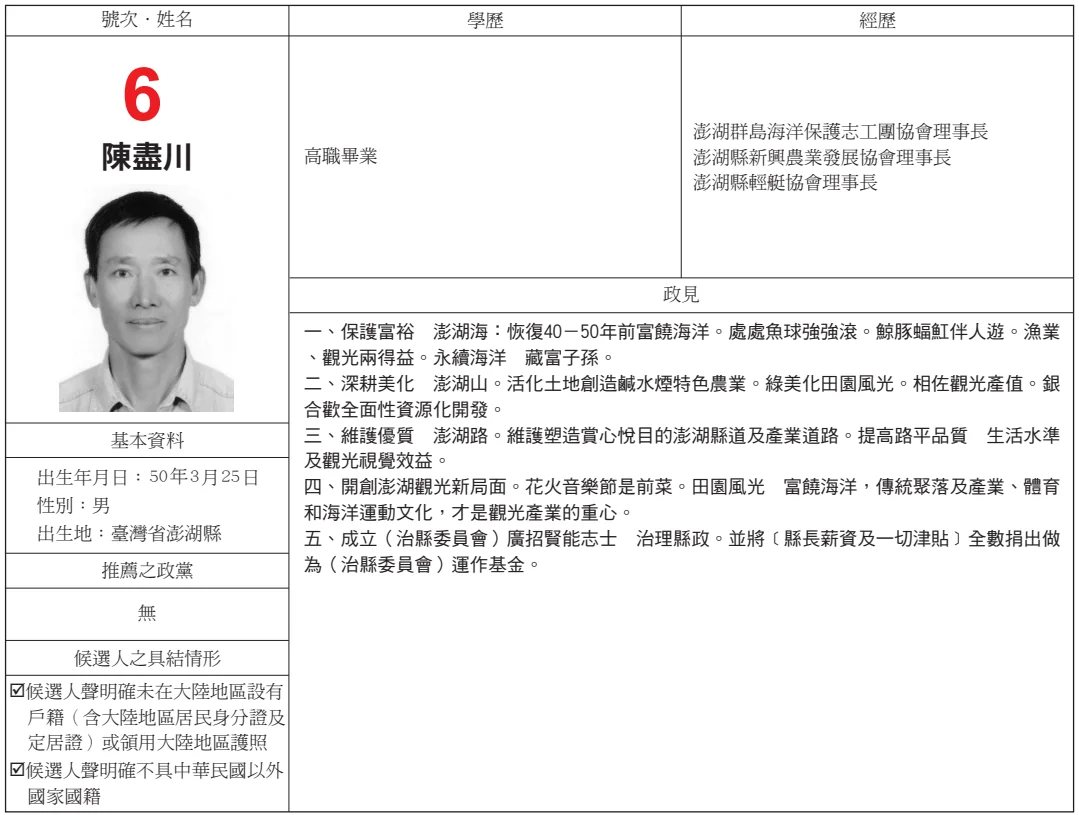 號次・姓名
6
陳盡川
基本資料
出生年月日：50年3月25日
性別：男
出生地：臺灣省澎湖縣
推薦之政黨
無
候選人之具結情形
☑候選人聲明確未在大陸地區設有
戶籍（含大陸地區居民身分證及
定居證）或領用大陸地區護照
☑候選人聲明確不具中華民國以外
國家國籍
學歷
高職畢業
經歷
澎湖群島海洋保護志工團協會理事長
澎湖縣新興農業發展協會理事長
澎湖縣輕艇協會理事長
政見
一、保護富裕　澎湖海：恢復40－50年前富饒海洋。處處魚球強強滾。鯨豚蝠魟伴人遊。漁業
、觀光兩得益。永續海洋　藏富子孫。
二、深耕美化　澎湖山。活化土地創造鹹水煙特色農業。綠美化田園風光。相佐觀光產值。銀
合歡全面性資源化開發。
三、維護優質　澎湖路。維護塑造賞心悅目的澎湖縣道及產業道路。提高路平品質　生活水準
及觀光視覺效益。
四、開創澎湖觀光新局面。花火音樂節是前菜。田園風光　富饒海洋，傳統聚落及產業、體育
和海洋運動文化，才是觀光產業的重心。
五、成立（治縣委員會）廣招賢能志士　治理縣政。並將﹝縣長薪資及一切津貼﹞全數捐出做
為（治縣委員會）運作基金。